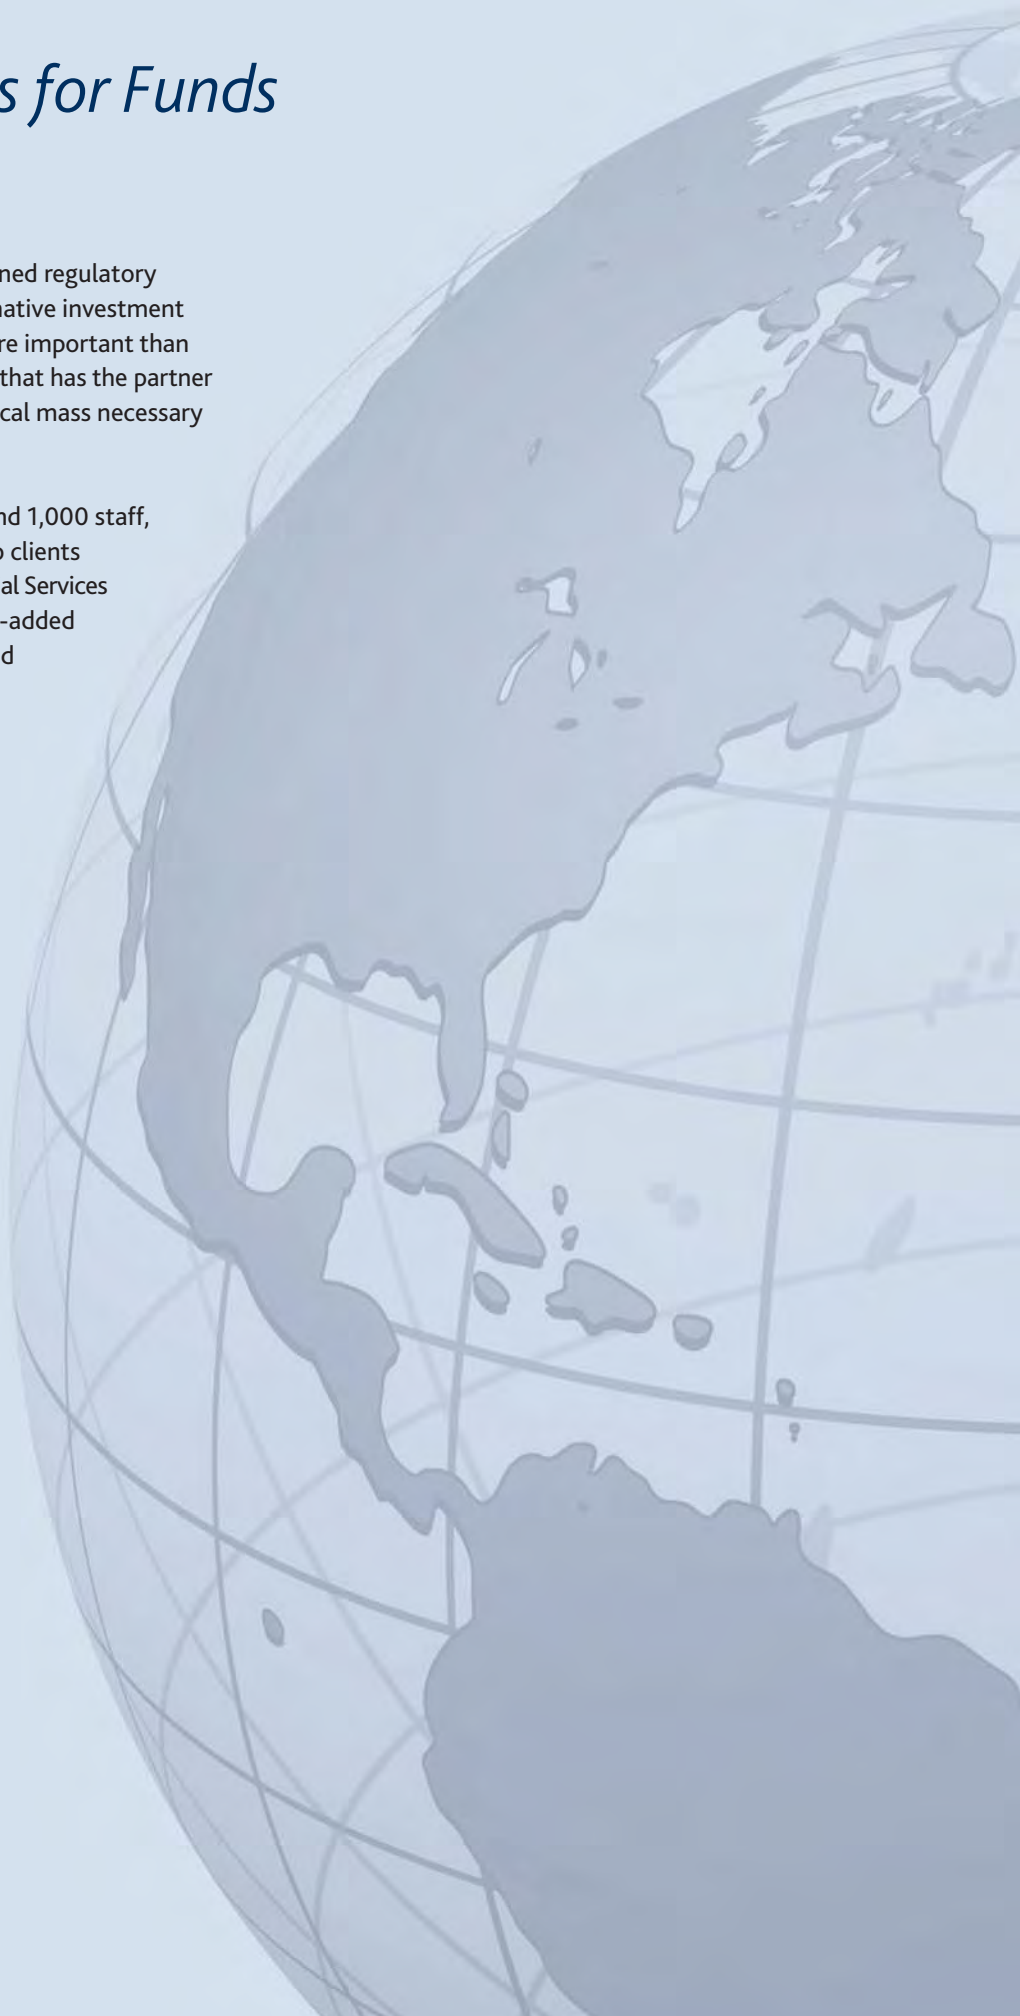 s for Funds
ned regulatory
native investment
re important than
that has the partner
cal mass necessary
nd 1,000 staff,
o clients
al Services
-added
d